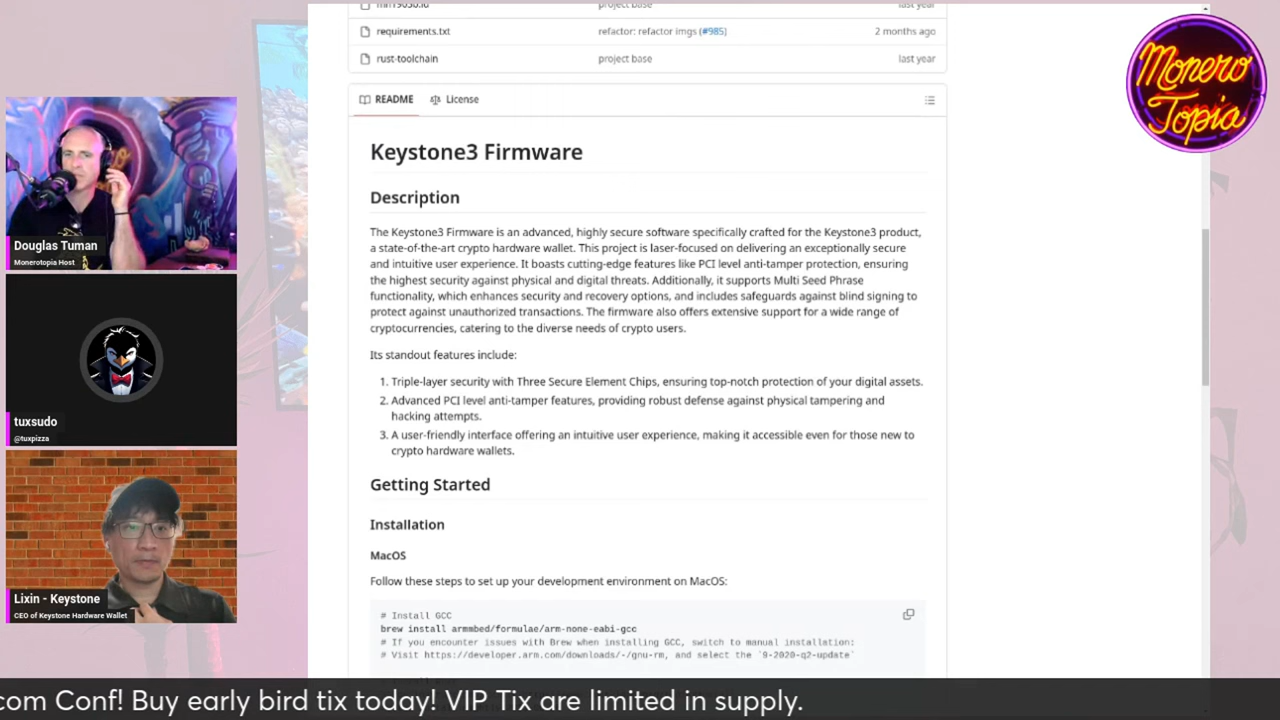 project base
last year
requirements.txt
refactor: refactor imgs (#985)
2 months ago
rust-toolchain
project base
last year
README
License
Keystone3 Firmware
Description
The Keystone3 Firmware is an advanced, highly secure software specifically crafted for the Keystone3 product,
a state-of-the-art crypto hardware wallet. This project is laser-focused on delivering an exceptionally secure
and intuitive user experience. It boasts cutting-edge features like PCI level anti-tamper protection, ensuring
the highest security against physical and digital threats. Additionally, it supports Multi Seed Phrase
functionality, which enhances security and recovery options, and includes safeguards against blind signing to
protect against unauthorized transactions. The firmware also offers extensive support for a wide range of
cryptocurrencies, catering to the diverse needs of crypto users.
Its standout features include:
1. Triple-layer security with Three Secure Element Chips, ensuring top-notch protection of your digital assets.
2. Advanced PCI level anti-tamper features, providing robust defense against physical tampering and
hacking attempts.
3. A user-friendly interface offering an intuitive user experience, making it accessible even for those new to
crypto hardware wallets.
Getting Started
Installation
MacOS
Follow these steps to set up your development environment on MacOS:
# Install GCC
brew install armmbed/formulae/arm-none-eabi-gcc
# If you encounter issues with Brew when installing GCC, switch to manual installation:
# Visit https://developer.arm.com/downloads/-/gnu-rm, and select the `9-2020-q2-update`
Monero
Topia
Douglas Tuman
Monerotopia Host
tuxsudo
@tuxpizza
Lixin - Keystone
CEO of Keystone Hardware Wallet
com Conf! Buy early bird tix today! VIP Tix are limited in supply.